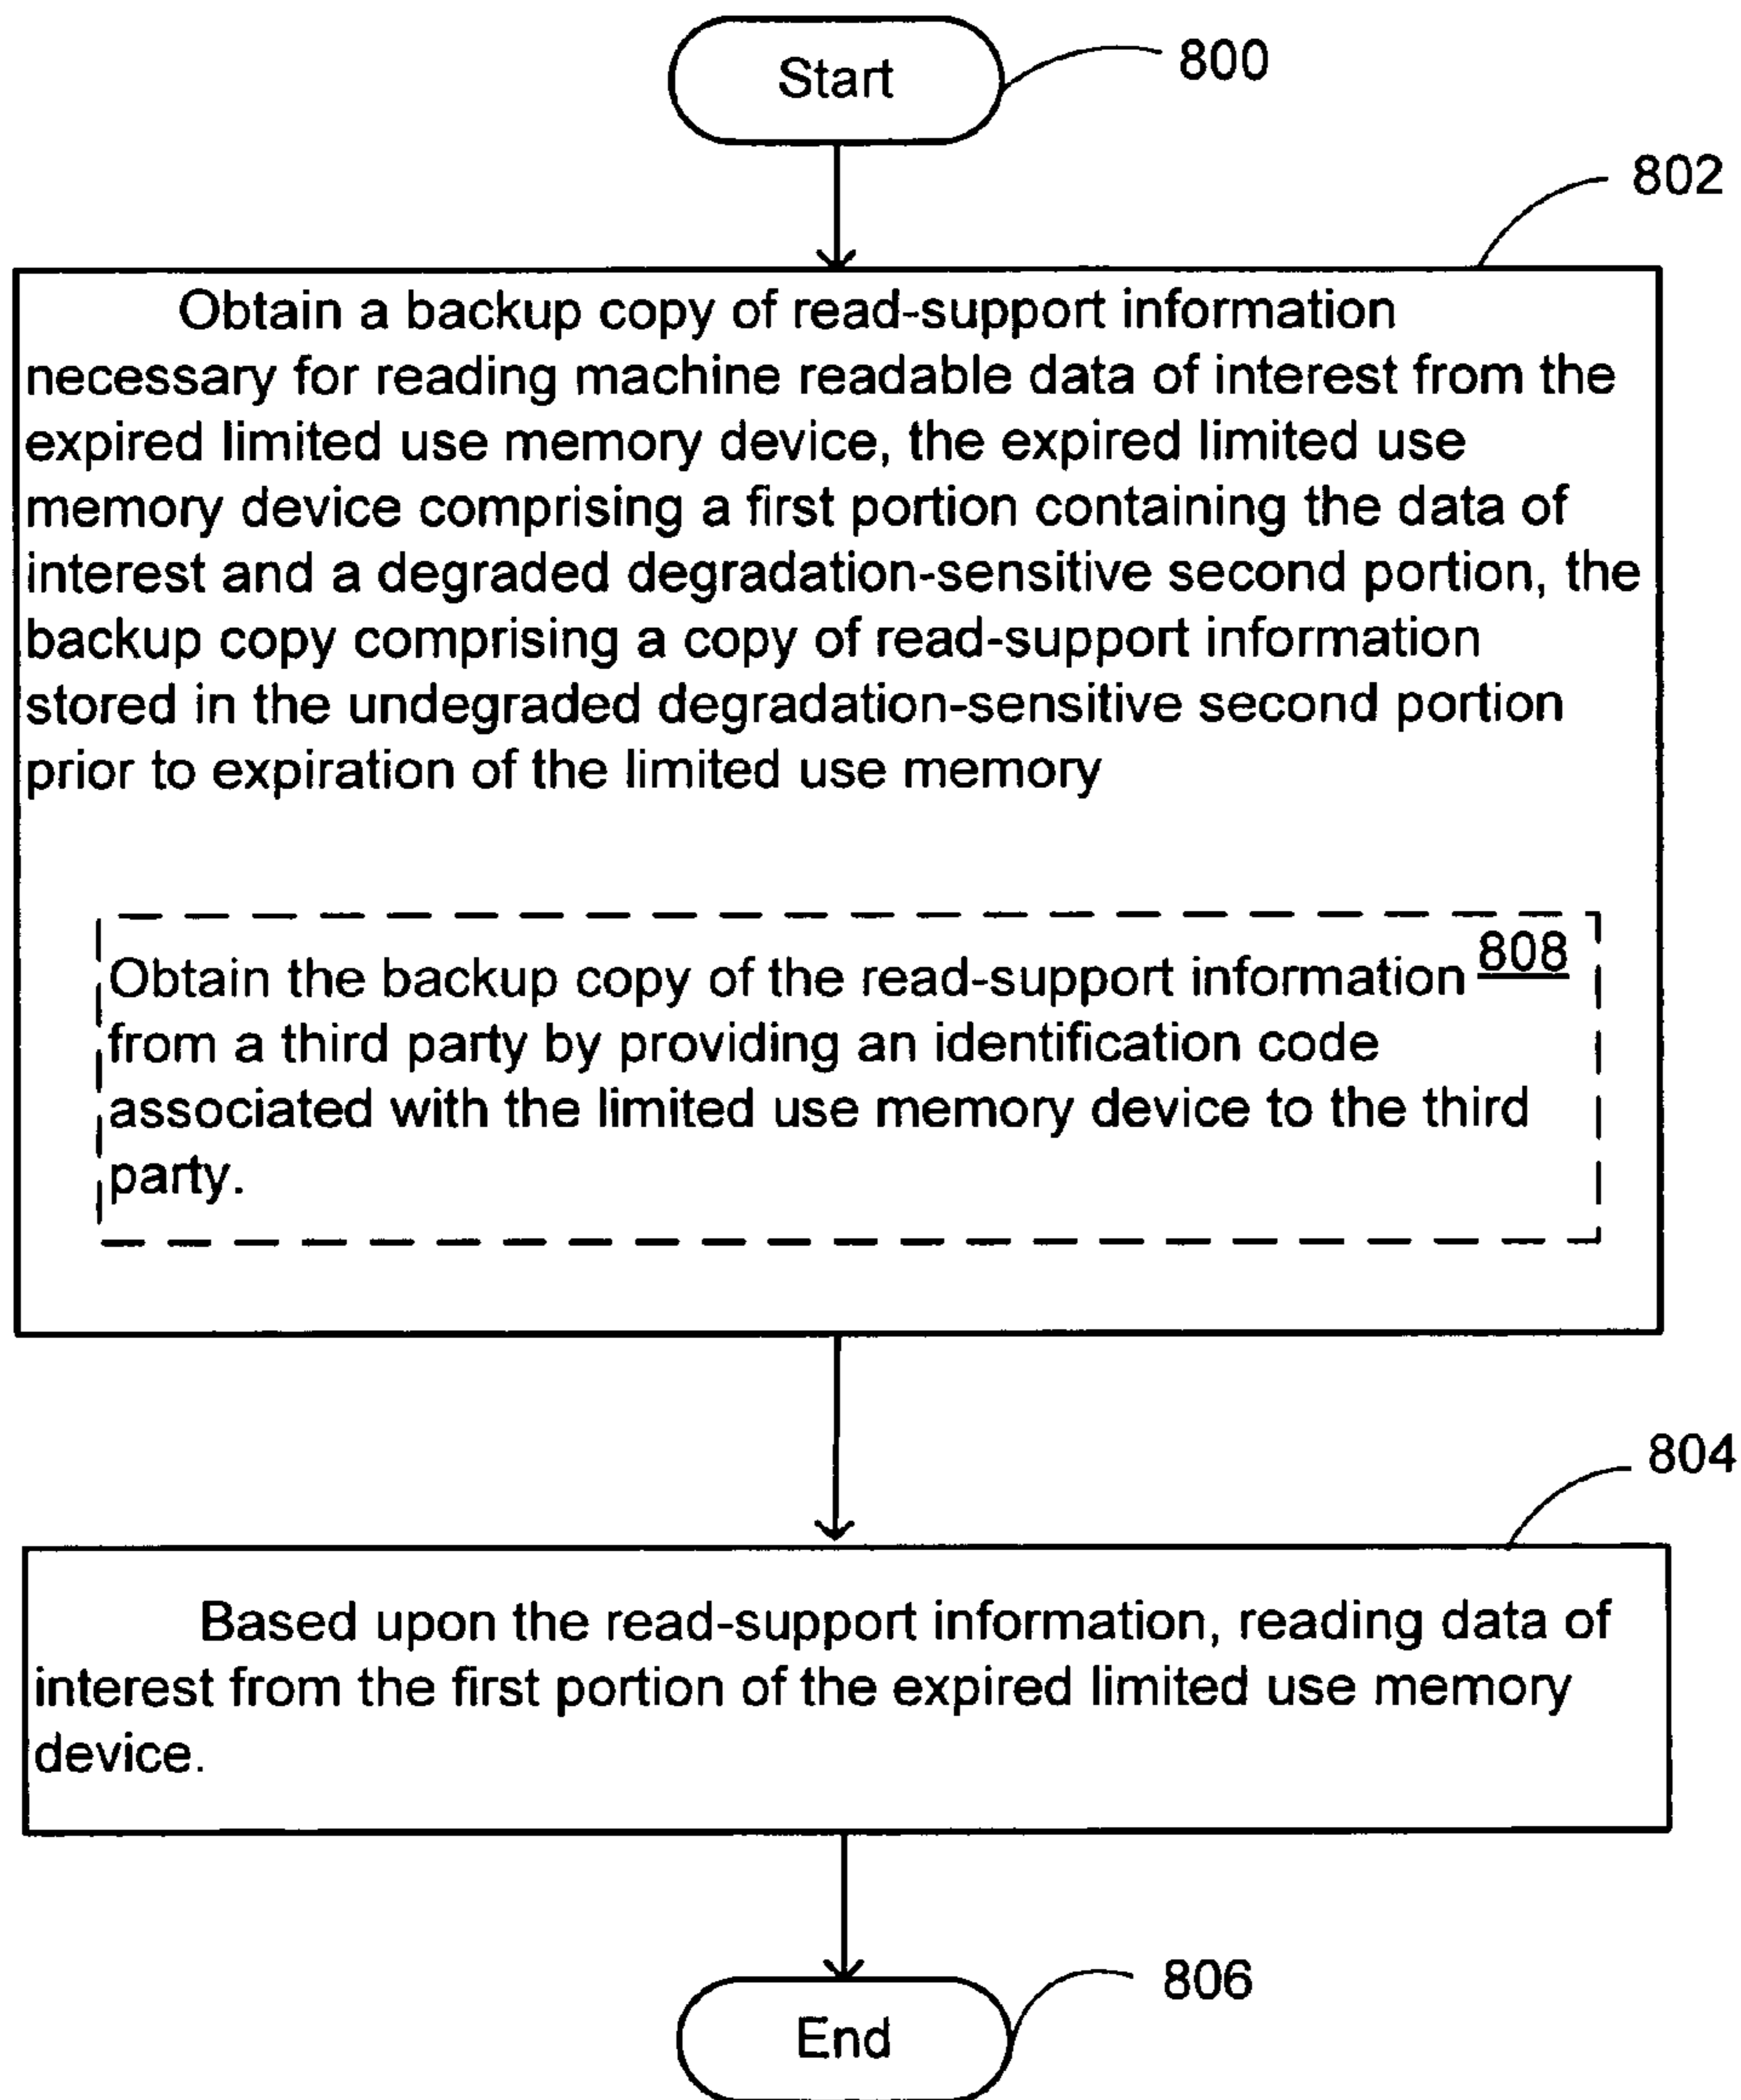 Start
800
802
Obtain a backup copy of read-support information
necessary for reading machine readable data of interest from the
expired limited use memory device, the expired limited use
memory device comprising a first portion containing the data of
interest and a degraded degradation-sensitive second portion, the
backup copy comprising a copy of read-support information
stored in the undegraded degradation-sensitive second portion
prior to expiration of the limited use memory
Obtain the backup copy of the read-support information 808
from a third party by providing an identification code
associated with the limited use memory device to the third
party.
804
Based upon the read-support information, reading data of
interest from the first portion of the expired limited use memory
device.
806
End